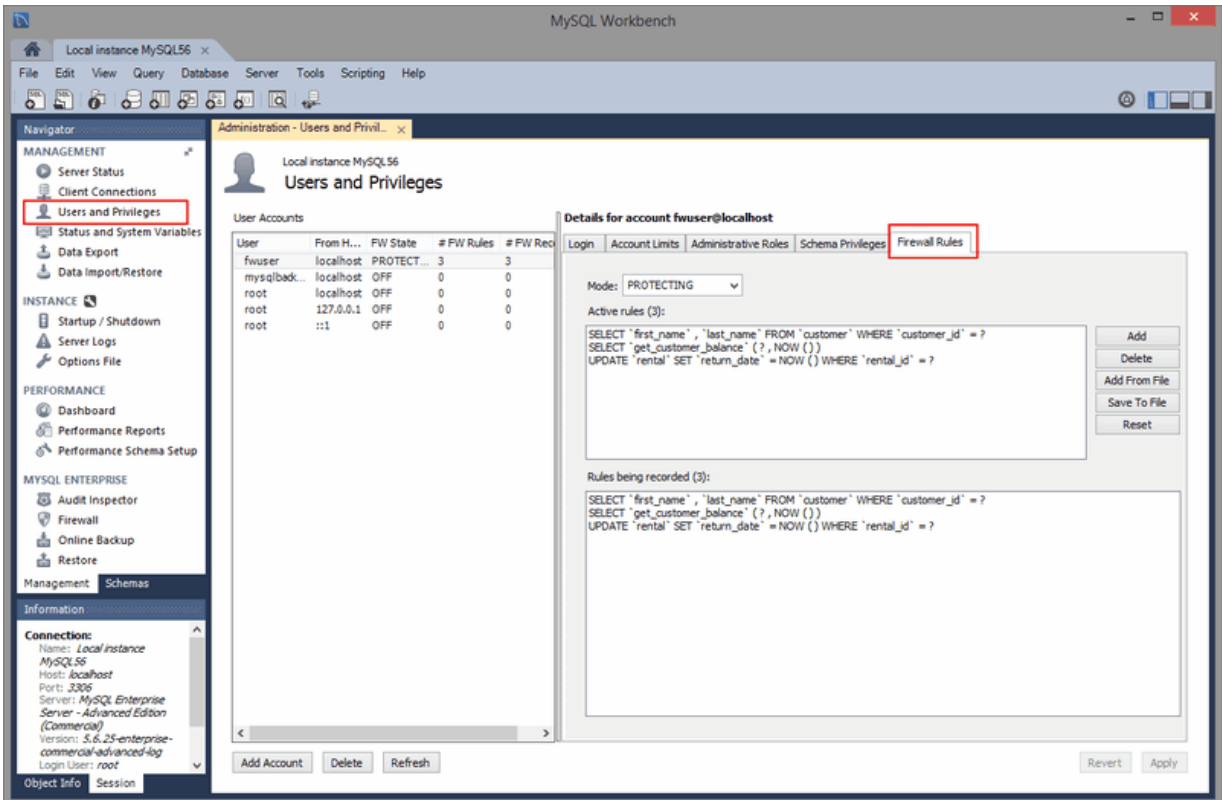 MySQL Workbench
Local instance MySQL56 ×
File Edit View Query Database Server Tools Scripting Help
Navigator
MANAGEMENT
Server Status
Client Connections
Users and Privileges
Status and System Variables
Data Export
Data Import/Restore
INSTANCE
Startup / Shutdown
Server Logs
Options File
PERFORMANCE
Dashboard
Performance Reports
Performance Schema Setup
MYSQL ENTERPRISE
Audit Inspector
Firewall
Online Backup
Restore
Management Schemas
Information
Connection:
Name: Local instance
MySQL56
Host: localhost
Port: 3306
Server: MySQL Enterprise
Server - Advanced Edition
(Commercial)
Version: 5.6.25-enterprise-
commercial-advanced-log
Login User: root
Object Info Session
Administration - Users and Privil... ×
Local instance MySQL56
Users and Privileges
User Accounts
User From H... FW State # FW Rules # FW Reco
fwuser localhost PROTECT... 3 3
mysqlback... localhost OFF 0 0
root localhost OFF 0 0
root 127.0.0.1 OFF 0 0
root ::1 OFF 0 0
Add Account Delete Refresh
Details for account fwuser@localhost
Login Account Limits Administrative Roles Schema Privileges Firewall Rules
Mode: PROTECTING
Active rules (3):
SELECT `first_name` , `last_name` FROM `customer` WHERE `customer_id` = ?
SELECT `get_customer_balance` ( ? , NOW ( ) )
UPDATE `rental` SET `return_date` = NOW ( ) WHERE `rental_id` = ?
Add
Delete
Add From File
Save To File
Reset
Rules being recorded (3):
SELECT `first_name` , `last_name` FROM `customer` WHERE `customer_id` = ?
SELECT `get_customer_balance` ( ? , NOW ( ) )
UPDATE `rental` SET `return_date` = NOW ( ) WHERE `rental_id` = ?
Revert Apply